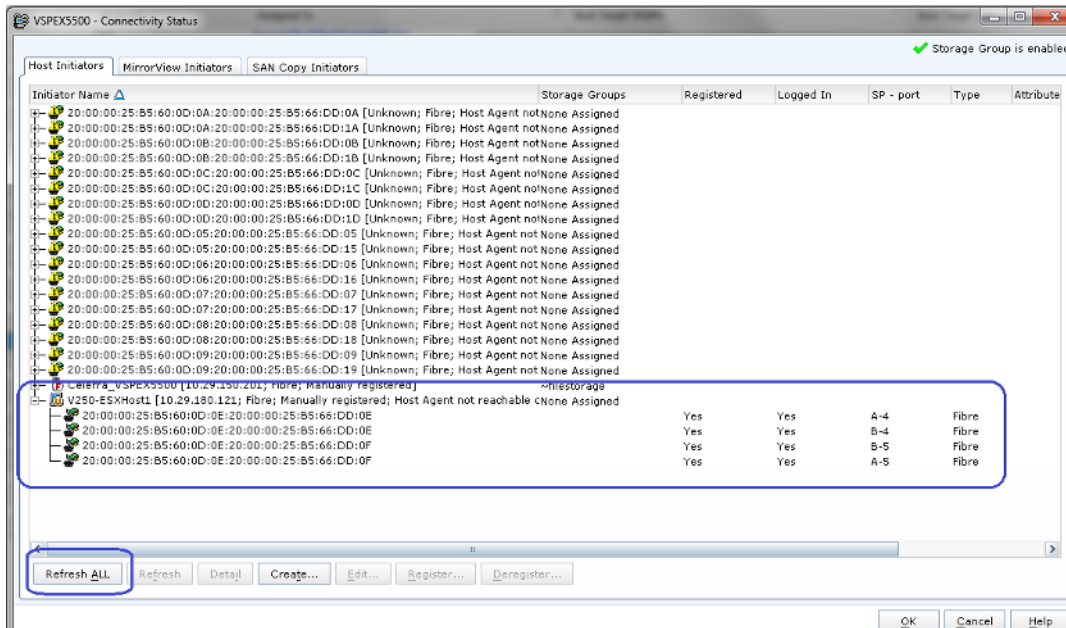 VSPEX5500 - Connectivity Status
Storage Group is enabled
Host Initiators MirrorView Initiators SAN Copy Initiators
Initiator Name Storage Groups Registered Logged In SP - port Type Attribute
20:00:00:25:B5:60:0D:0A:20:00:00:25:B5:66:DD:0A [Unknown; Fibre; Host Agent not None Assigned
20:00:00:25:B5:60:0D:0A:20:00:00:25:B5:66:DD:1A [Unknown; Fibre; Host Agent not None Assigned
20:00:00:25:B5:60:0D:0B:20:00:00:25:B5:66:DD:0B [Unknown; Fibre; Host Agent not None Assigned
20:00:00:25:B5:60:0D:0B:20:00:00:25:B5:66:DD:1B [Unknown; Fibre; Host Agent not None Assigned
20:00:00:25:B5:60:0D:0C:20:00:00:25:B5:66:DD:0C [Unknown; Fibre; Host Agent not None Assigned
20:00:00:25:B5:60:0D:0C:20:00:00:25:B5:66:DD:1C [Unknown; Fibre; Host Agent not None Assigned
20:00:00:25:B5:60:0D:0D:20:00:00:25:B5:66:DD:0D [Unknown; Fibre; Host Agent not None Assigned
20:00:00:25:B5:60:0D:0D:20:00:00:25:B5:66:DD:1D [Unknown; Fibre; Host Agent not None Assigned
20:00:00:25:B5:60:0D:05:20:00:00:25:B5:66:DD:05 [Unknown; Fibre; Host Agent not None Assigned
20:00:00:25:B5:60:0D:05:20:00:00:25:B5:66:DD:15 [Unknown; Fibre; Host Agent not None Assigned
20:00:00:25:B5:60:0D:06:20:00:00:25:B5:66:DD:06 [Unknown; Fibre; Host Agent not None Assigned
20:00:00:25:B5:60:0D:06:20:00:00:25:B5:66:DD:16 [Unknown; Fibre; Host Agent not None Assigned
20:00:00:25:B5:60:0D:07:20:00:00:25:B5:66:DD:07 [Unknown; Fibre; Host Agent not None Assigned
20:00:00:25:B5:60:0D:07:20:00:00:25:B5:66:DD:17 [Unknown; Fibre; Host Agent not None Assigned
20:00:00:25:B5:60:0D:08:20:00:00:25:B5:66:DD:08 [Unknown; Fibre; Host Agent not None Assigned
20:00:00:25:B5:60:0D:08:20:00:00:25:B5:66:DD:18 [Unknown; Fibre; Host Agent not None Assigned
20:00:00:25:B5:60:0D:09:20:00:00:25:B5:66:DD:09 [Unknown; Fibre; Host Agent not None Assigned
20:00:00:25:B5:60:0D:09:20:00:00:25:B5:66:DD:19 [Unknown; Fibre; Host Agent not None Assigned
Celerra_VSPEX5500 [10.29.150.201; Fibre; Manually registered] ~filestorage
V250-ESXHost1 [10.29.180.121; Fibre; Manually registered; Host Agent not reachable c None Assigned
20:00:00:25:B5:60:0D:0E:20:00:00:25:B5:66:DD:0E Yes Yes A-4 Fibre
20:00:00:25:B5:60:0D:0E:20:00:00:25:B5:66:DD:0E Yes Yes B-4 Fibre
20:00:00:25:B5:60:0D:0E:20:00:00:25:B5:66:DD:0F Yes Yes B-5 Fibre
20:00:00:25:B5:60:0D:0E:20:00:00:25:B5:66:DD:0F Yes Yes A-5 Fibre
Refresh ALL Refresh Detail Create... Edit... Register... Deregister...
OK Cancel Help